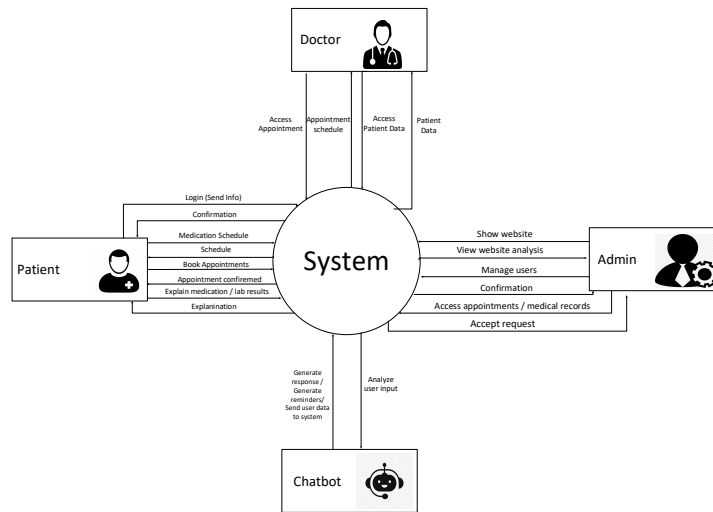 Doctor
Access
Appointment
Appointment
schedule
Access
Patient Data
Patient
Data
Login (Send Info)
Confirmation
Medication Schedule
Schedule
Book Appointments
Appointment confiremed
Explain medication / lab results
Explanination
Patient
System
Show website
View website analysis
Manage users
Confirmation
Access appointments / medical records
Accept request
Admin
Generate
response /
Generate
reminders/
Send user data
to system
Analyze
user input
Chatbot